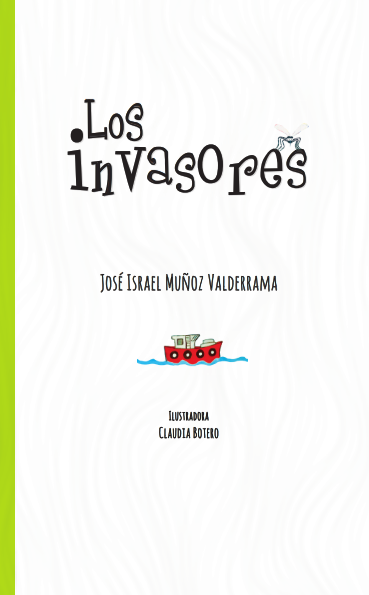 Los
invasores
José Israel Muñoz Valderrama
Ilustradora
Claudia Botero